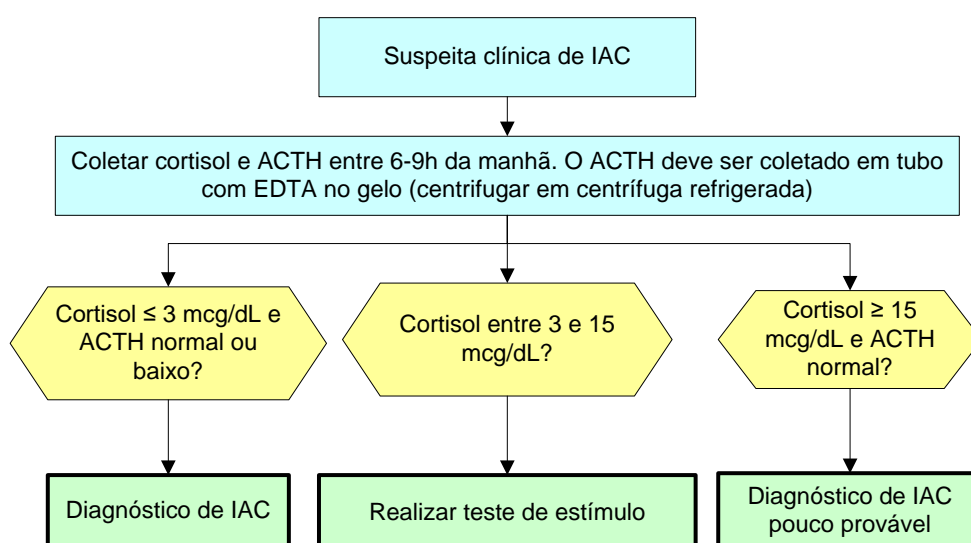 Suspeita clínica de IAC
Coletar cortisol e ACTH entre 6-9h da manhã. O ACTH deve ser coletado em tubo
com EDTA no gelo (centrifugar em centrífuga refrigerada)
Cortisol ≤ 3 mcg/dL e
ACTH normal ou
baixo?
Cortisol entre 3 e 15
mcg/dL?
Cortisol ≥ 15
mcg/dL e ACTH
normal?
Diagnóstico de IAC
Realizar teste de estímulo
Diagnóstico de IAC
pouco provável